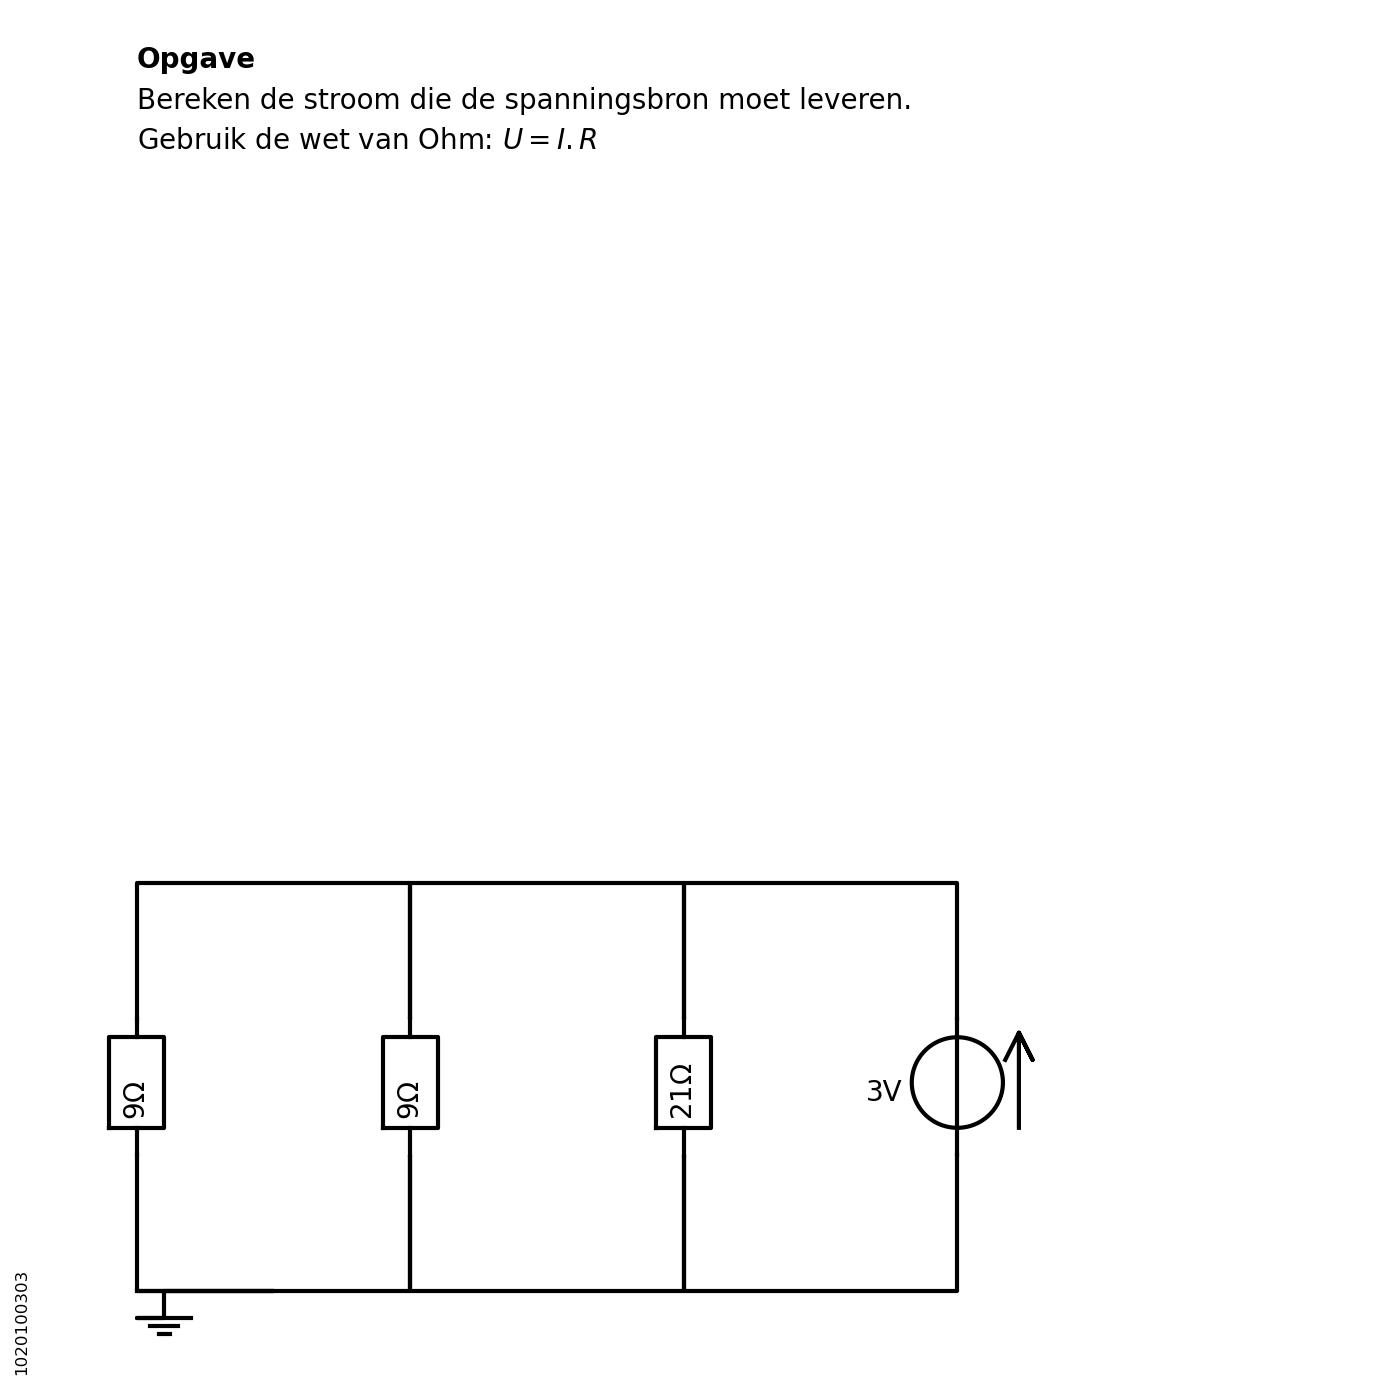 Opgave
Bereken de stroom die de spanningsbron moet leveren.
Gebruik de wet van Ohm: U = I. R
9Ω
9Ω
21Ω
3V
1020100303